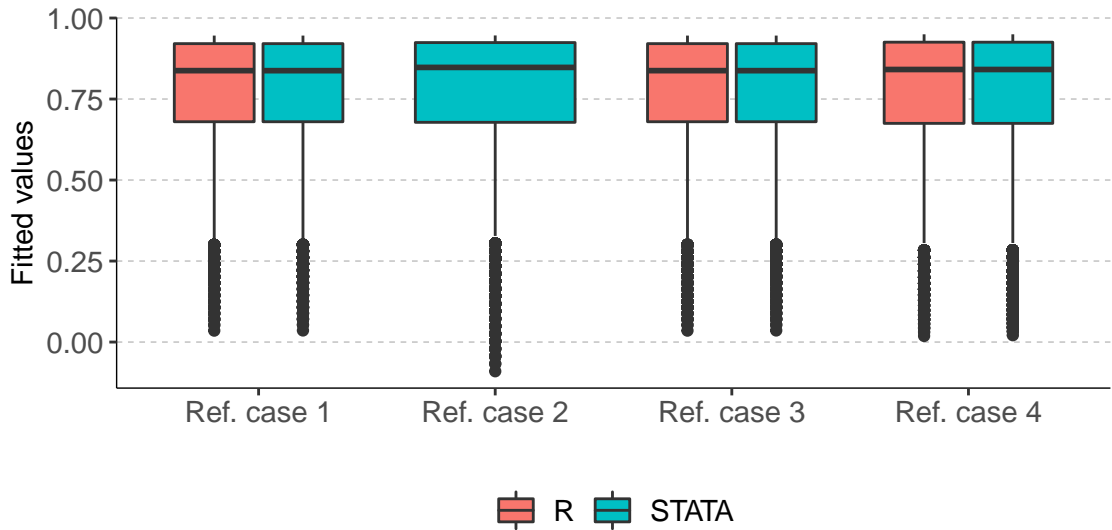 Fitted values
1.00
0.75
0.50
0.25
0.00
Ref. case 1
Ref. case 2
Ref. case 3
Ref. case 4
R
STATA